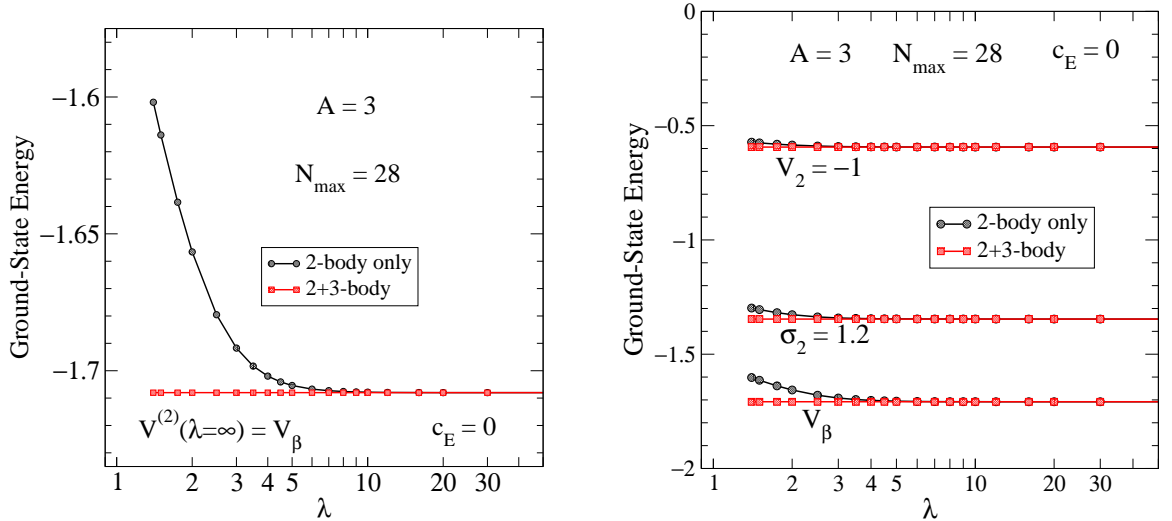 −1.6
−1.65
−1.7
Ground-State Energy
A = 3
N_max = 28
2-body only
2+3-body
V^(2)(λ=∞) = V_β
c_E = 0
1 2 3 4 5 10 20 30
λ
0
−0.5
−1
−1.5
−2
Ground-State Energy
A = 3 N_max = 28 c_E = 0
V_2 = −1
2-body only
2+3-body
σ_2 = 1.2
V_β
1 2 3 4 5 10 20 30
λ